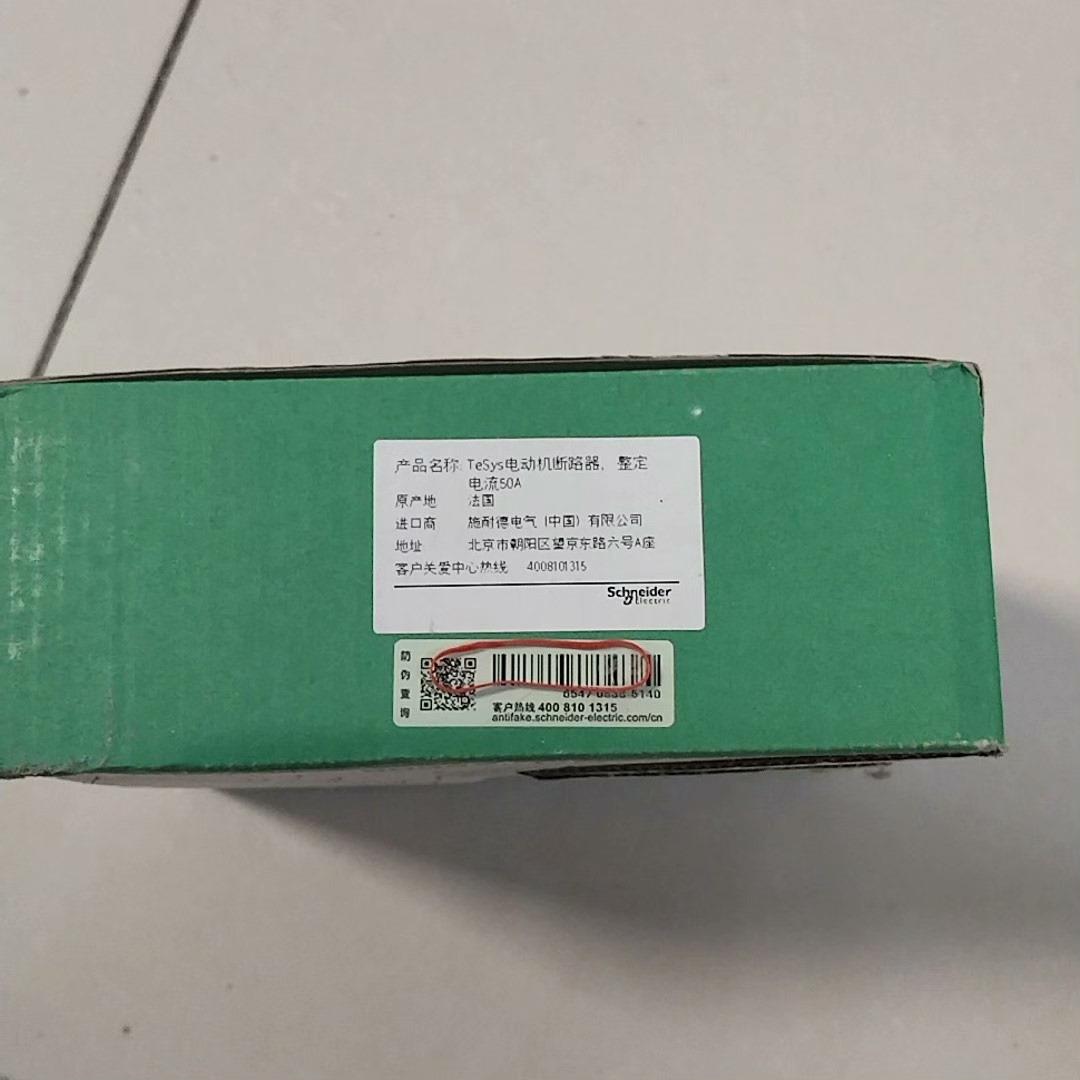 产品名称: TeSys电动机断路器, 整定
电流50A
原产地 法国
进口商 施耐德电气(中国)有限公司
地址 北京市朝阳区望京东路六号A座
客户关爱中心热线 4008101315
Schneider
Electric
防伪查询
8547 0838 5140
客户热线 400 810 1315
antifake.schneider-electric.com/cn